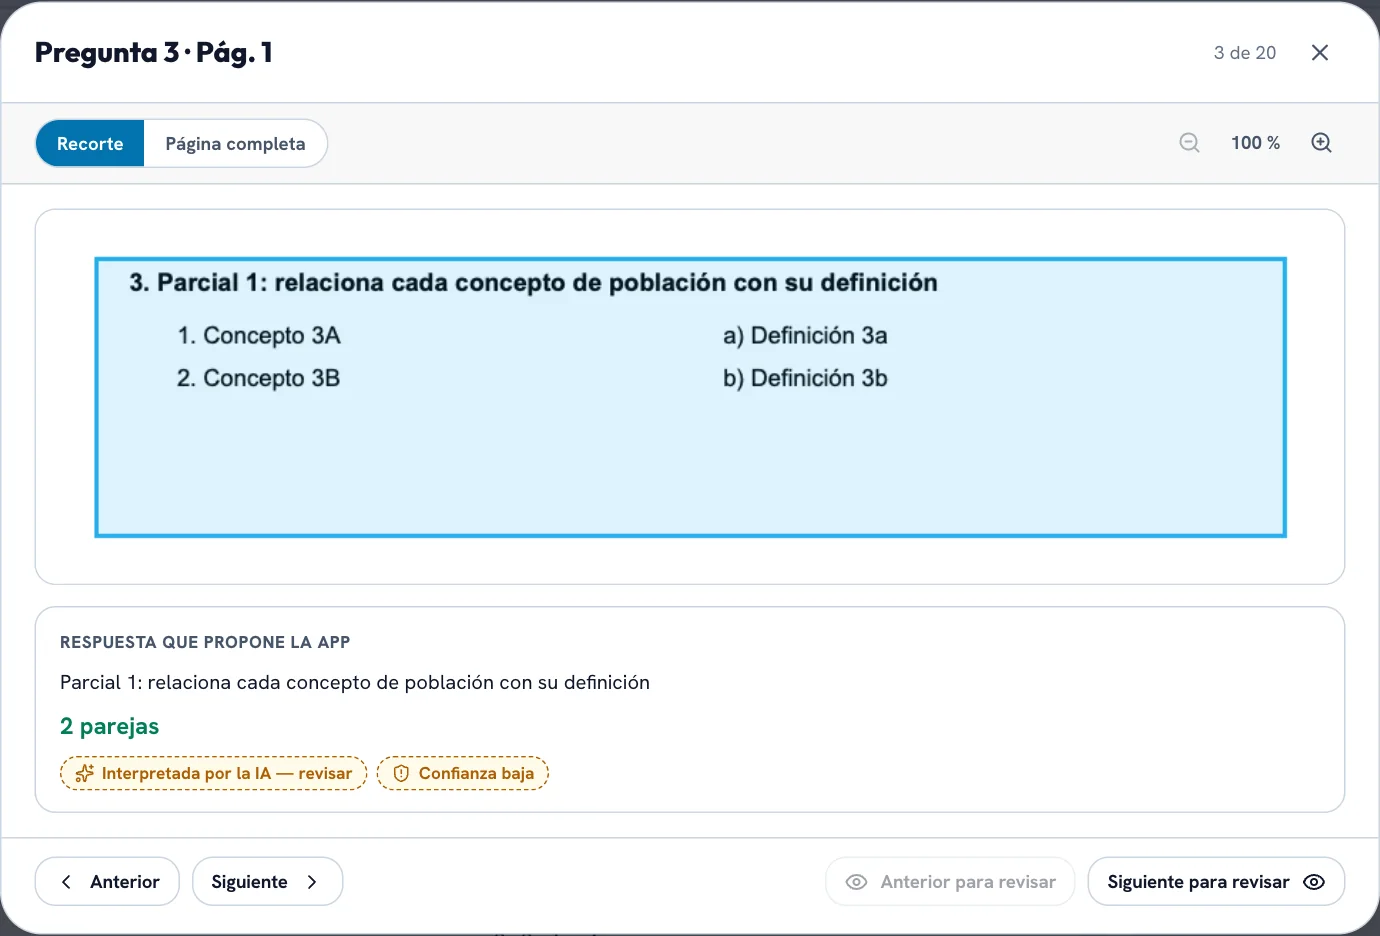 Pregunta 3 · Pág. 1
3 de 20
Recorte
Página completa
100 %
3. Parcial 1: relaciona cada concepto de población con su definición
1. Concepto 3A
a) Definición 3a
2. Concepto 3B
b) Definición 3b
RESPUESTA QUE PROPONE LA APP
Parcial 1: relaciona cada concepto de población con su definición
2 parejas
Interpretada por la IA — revisar
Confianza baja
Anterior
Siguiente
Anterior para revisar
Siguiente para revisar